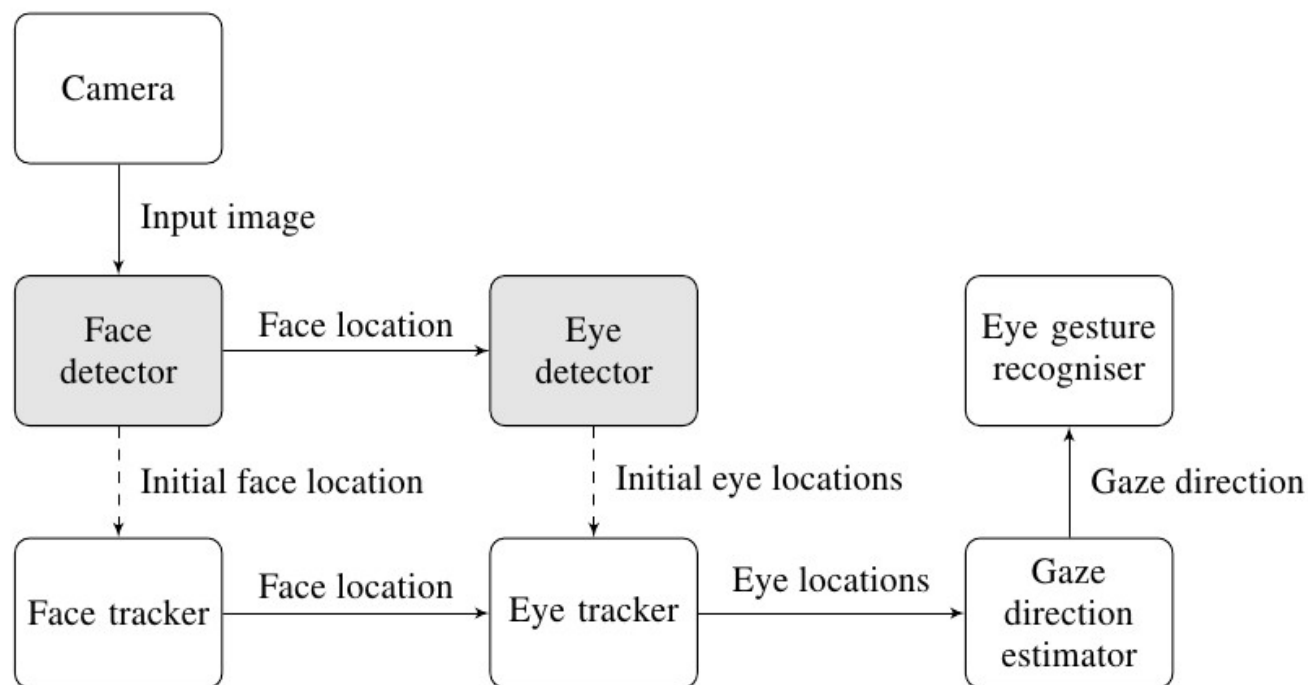 Camera
Input image
Face
detector
Face location
Eye
detector
Eye gesture
recogniser
Initial face location
Initial eye locations
Gaze direction
Face tracker
Face location
Eye tracker
Eye locations
Gaze
direction
estimator